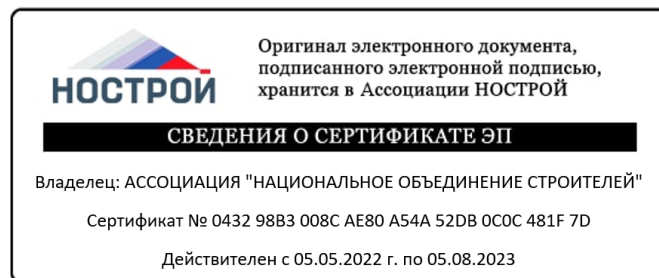 НОСТРОЙ
Оригинал электронного документа,
подписанного электронной подписью,
хранится в Ассоциации НОСТРОЙ
СВЕДЕНИЯ О СЕРТИФИКАТЕ ЭП
Владелец: АССОЦИАЦИЯ "НАЦИОНАЛЬНОЕ ОБЪЕДИНЕНИЕ СТРОИТЕЛЕЙ"
Сертификат № 0432 98B3 008C AE80 A54A 52DB 0C0C 481F 7D
Действителен с 05.05.2022 г. по 05.08.2023